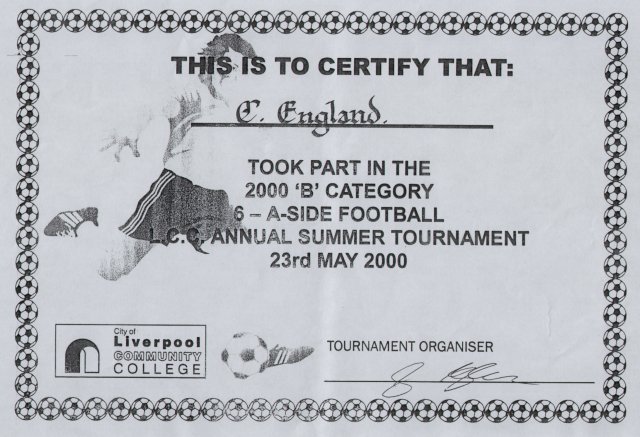 THIS IS TO CERTIFY THAT:
C. England.
TOOK PART IN THE
2000 'B' CATEGORY
6 – A-SIDE FOOTBALL
L.C.C. ANNUAL SUMMER TOURNAMENT
23rd MAY 2000
City of
Liverpool
COMMUNITY
COLLEGE
TOURNAMENT ORGANISER